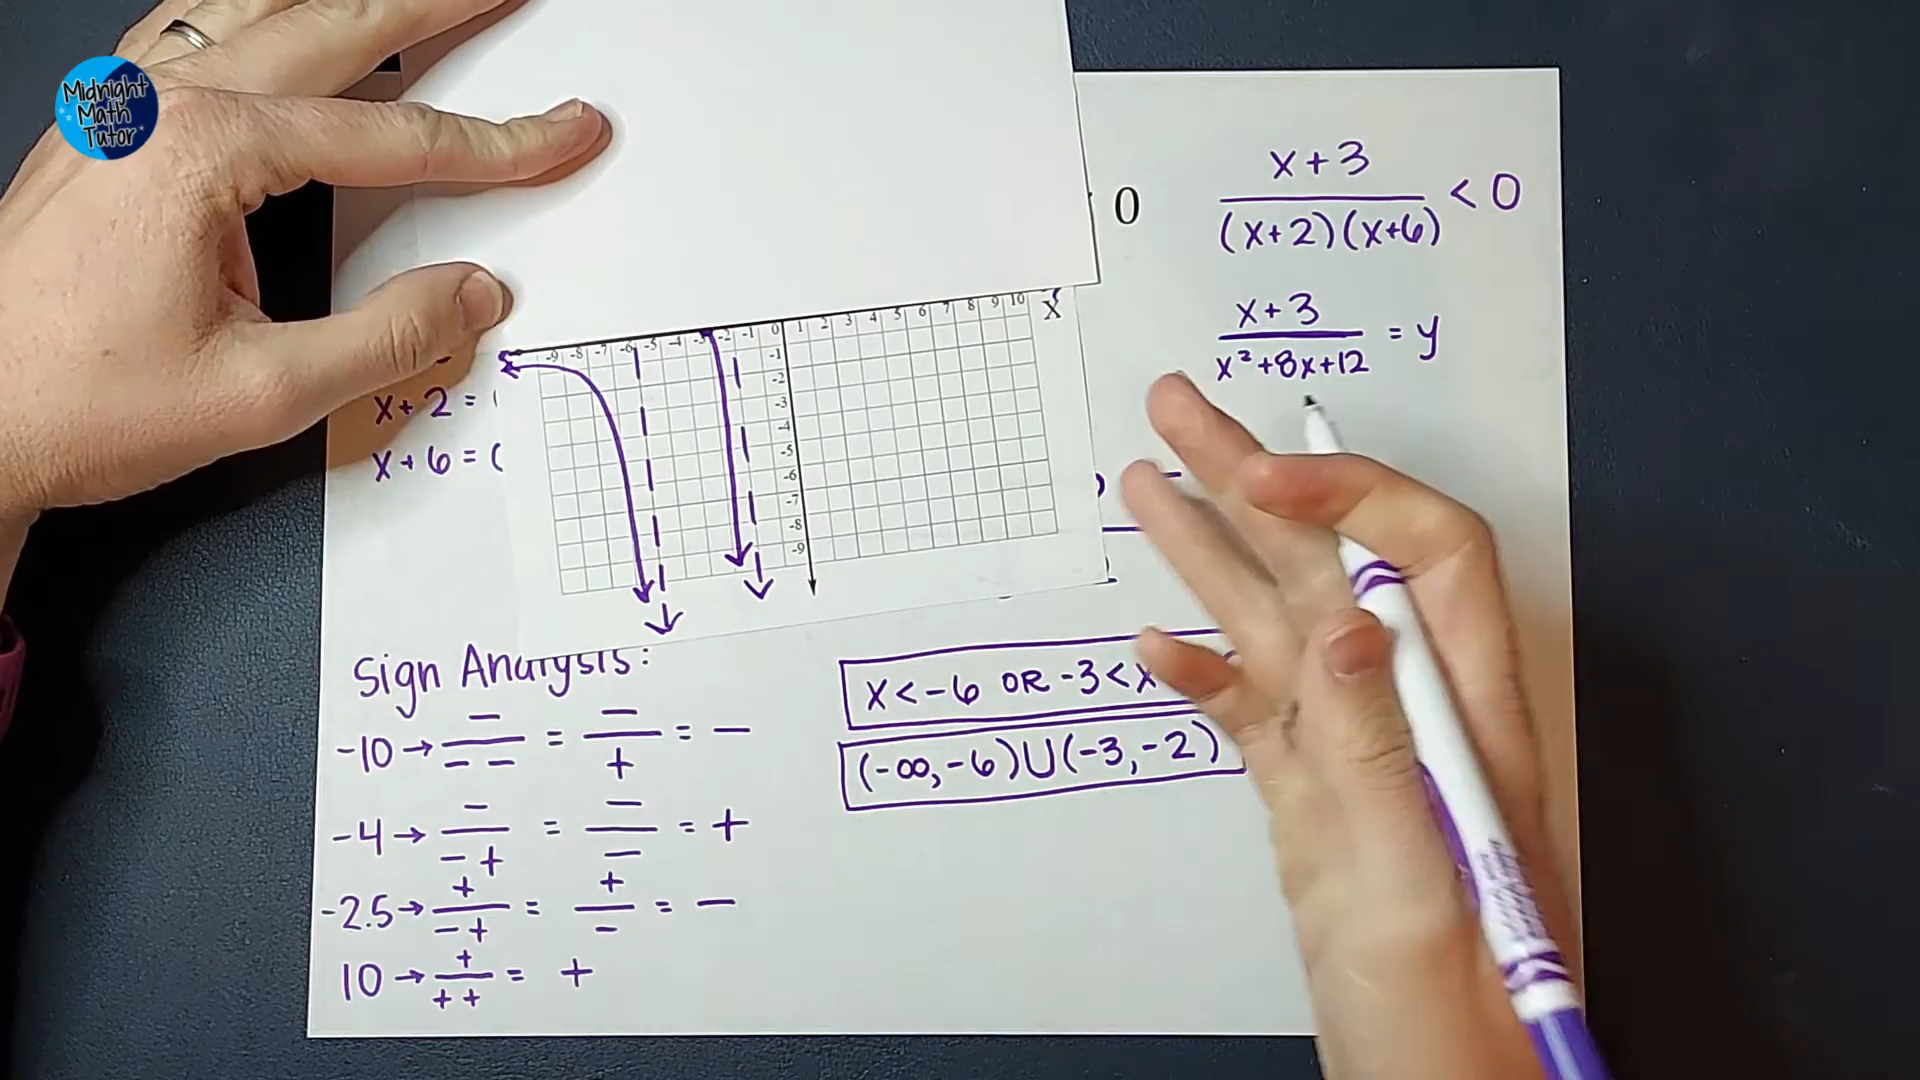 Midnight
Math
Tutor
0
x+3
(x+2)(x+6)
< 0
x+3
x²+8x+12
= y
-9 -8 -7 -6 -5 -4 -3 -2 -1 0 1 2 3 4 5 6 7 8 9 10
X
-1
-2
-3
-4
-5
-6
-7
-8
-9
x+2=
x+6=
Sign Analysis:
-10→ − / − − = − / + = −
-4→ − / − + = − / − = +
-2.5→ + / − + = + / − = −
10→ + / + + = +
x<-6 OR -3<x
(-∞,-6)∪(-3,-2)